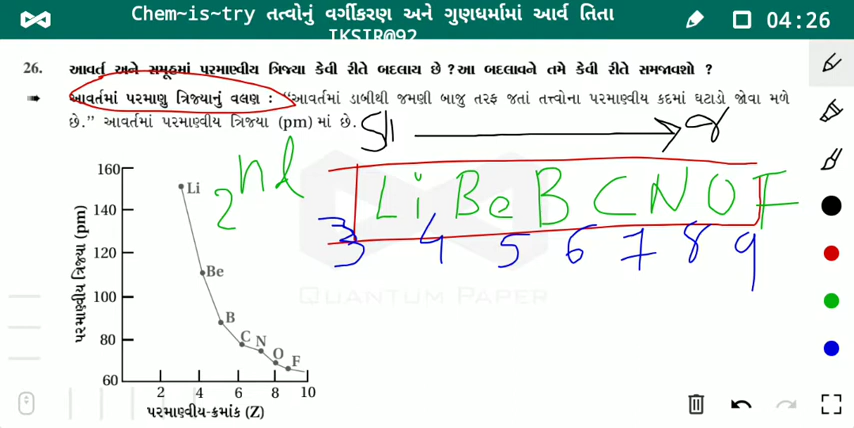 Chem~is~try તત્વોનું વર્ગીકરણ અને ગુણધર્મોમાં આર્વ તિતા
IKSIR@92
04:26
26. આવર્ત અને સમૂહમાં પરમાણ્વીય ત્રિજ્યા કેવી રીતે બદલાય છે ? આ બદલાવને તમે કેવી રીતે સમજાવશો ?
આવર્તમાં પરમાણુ ત્રિજ્યાનું વલણ : “આવર્તમાં ડાબીથી જમણી બાજુ તરફ જતાં તત્ત્વોના પરમાણ્વીય કદમાં ઘટાડો જોવા મળે
છે.” આવર્તમાં પરમાણ્વીય ત્રિજ્યા (pm) માં છે.
ડા જ
2nd
Li Be B C N O F
3 4 5 6 7 8 9
QUANTUM PAPER
પરમાણ્વીય ત્રિજ્યા (pm)
160
140
120
100
80
60
Li
Be
B
C N
O F
2 4 6 8 10
પરમાણ્વીય-ક્રમાંક (Z)